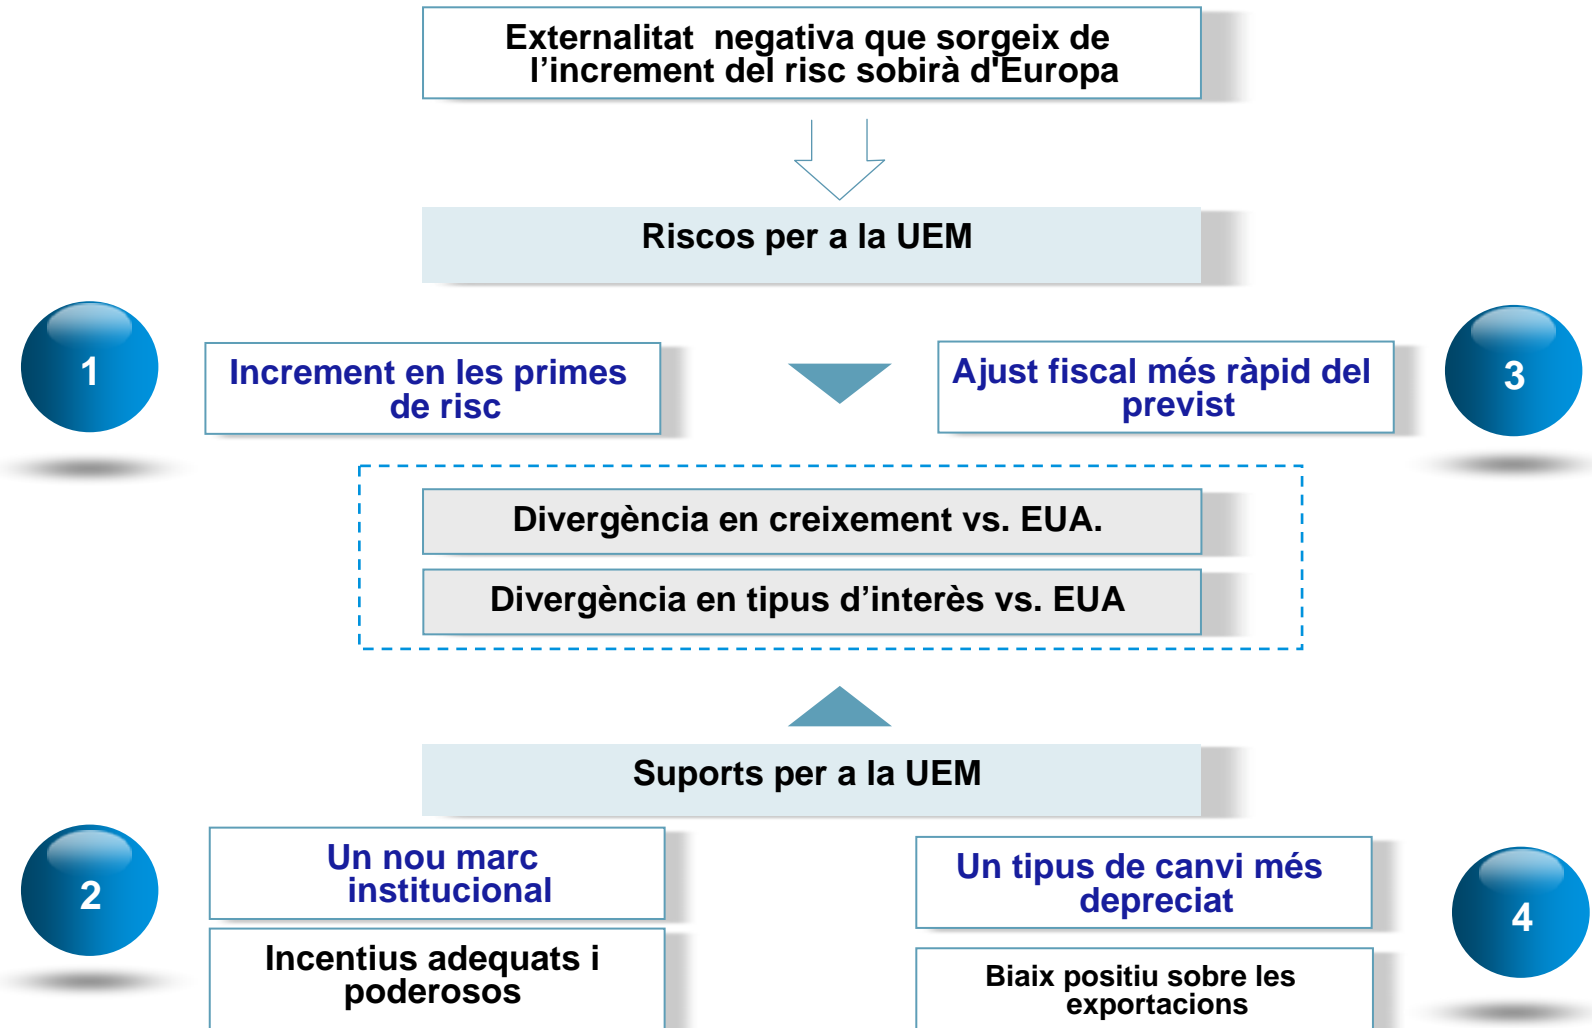 Externalitat negativa que sorgeix de
l’increment del risc sobirà d'Europa
Riscos per a la UEM
1
Increment en les primes
de risc
Ajust fiscal més ràpid del
previst
3
Divergència en creixement vs. EUA.
Divergència en tipus d’interès vs. EUA
Suports per a la UEM
2
Un nou marc
institucional
Incentius adequats i
poderosos
Un tipus de canvi més
depreciat
4
Biaix positiu sobre les
exportacions